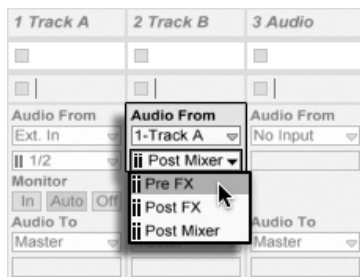 1 Track A 2 Track B 3 Audio
Audio From Audio From Audio From
Ext. In 1-Track A No Input
1/2 Post Mixer
Monitor Pre FX
In Auto Off Post FX
Audio To Post Mixer Audio To
Master Master